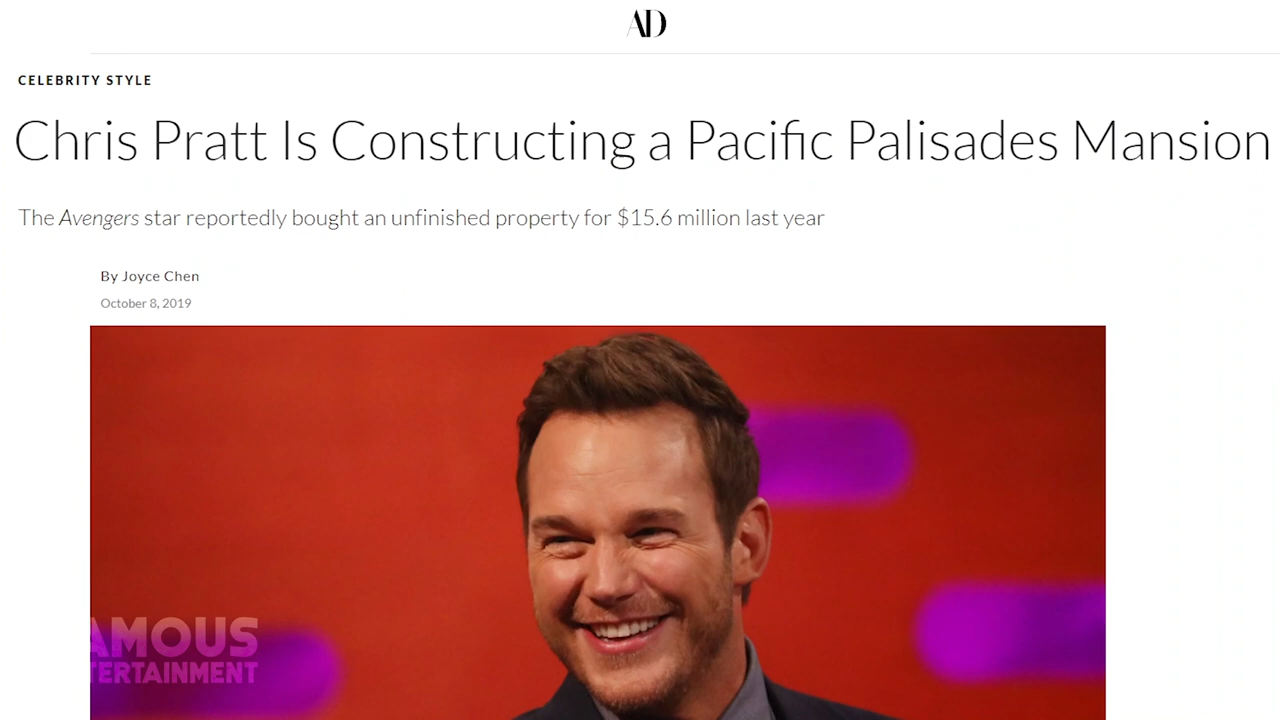 AD
CELEBRITY STYLE
Chris Pratt Is Constructing a Pacific Palisades Mansion
The Avengers star reportedly bought an unfinished property for $15.6 million last year
By Joyce Chen
October 8, 2019
AMOUS
TERTAINMENT